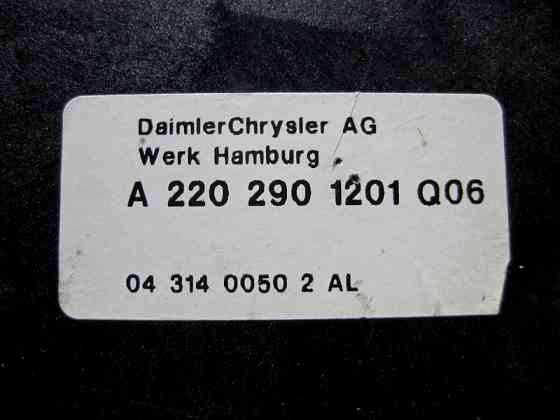 DaimlerChrysler AG
Werk Hamburg
A 220 290 1201 Q06
04 314 0050 2 AL